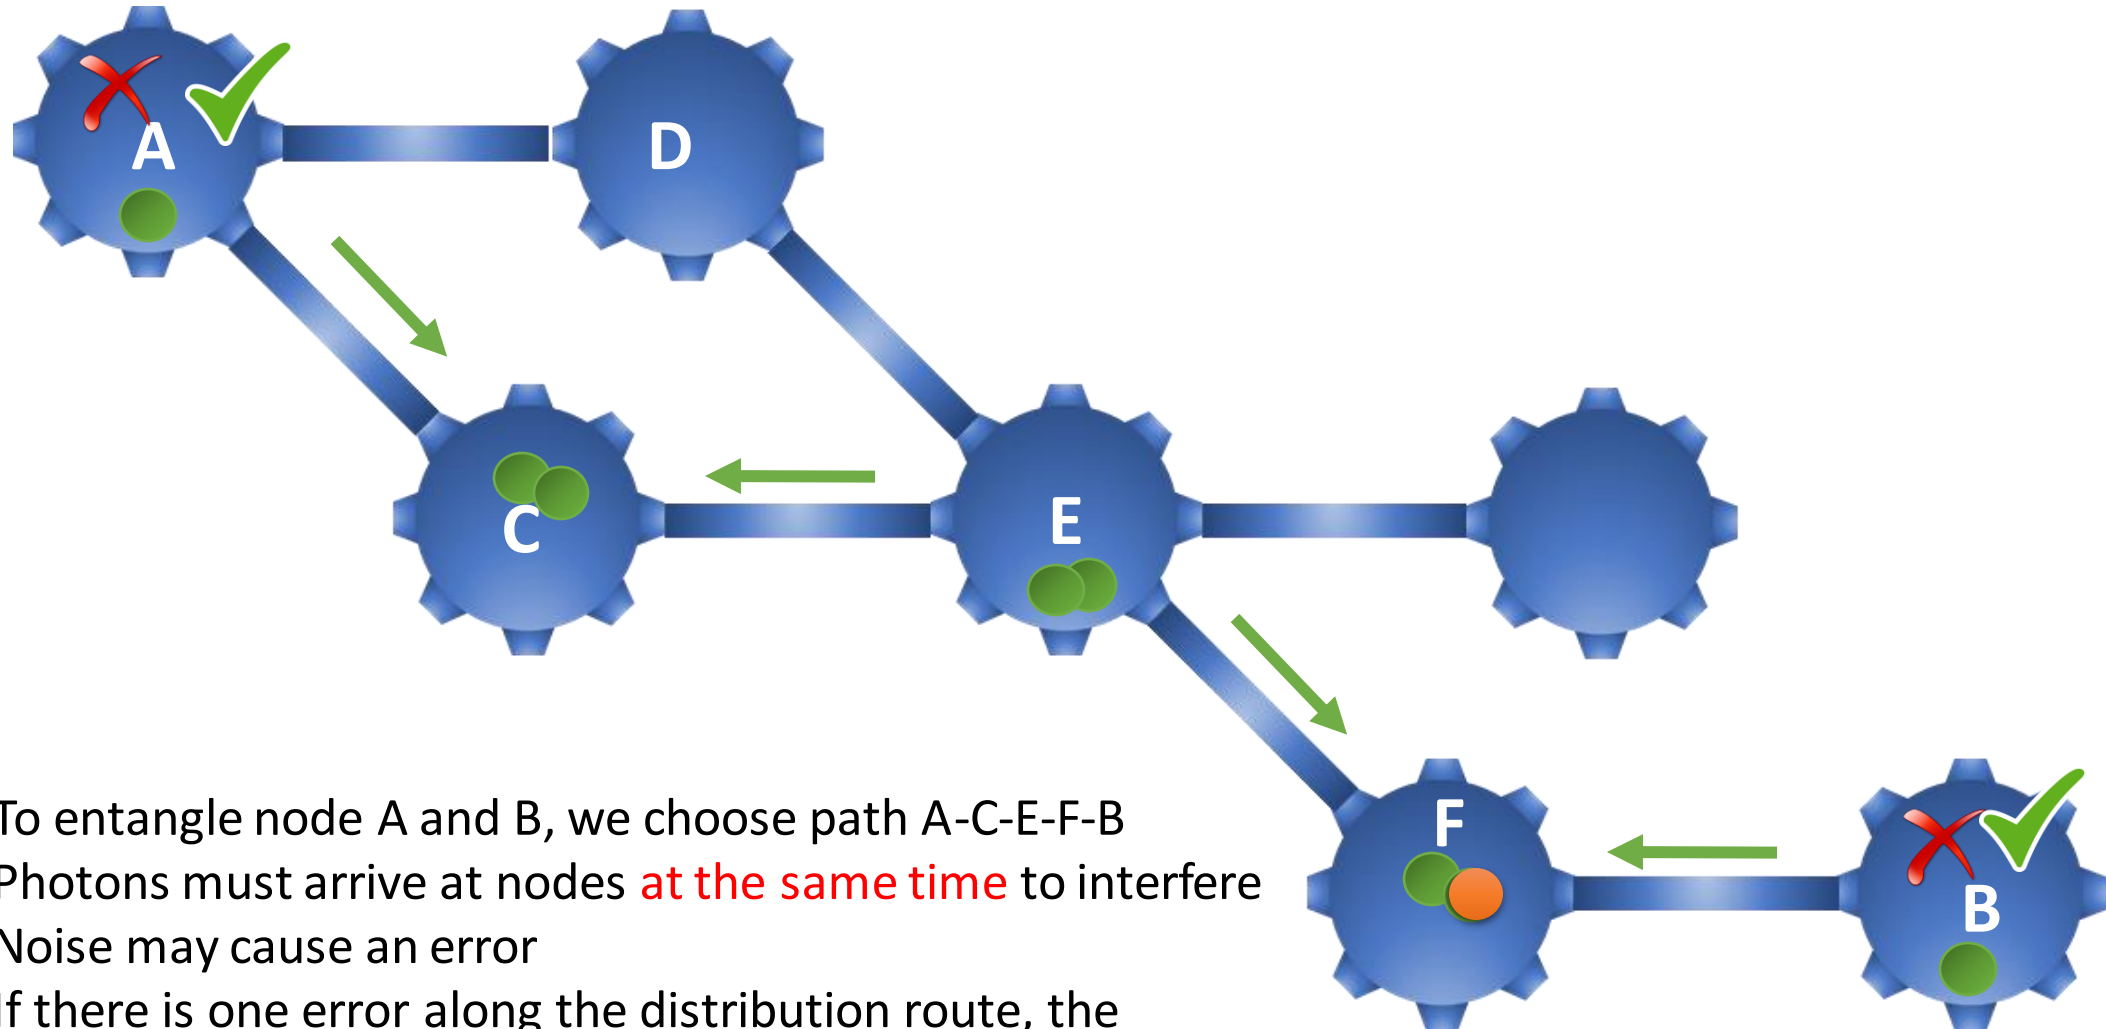 A
D
C
E
F
B
To entangle node A and B, we choose path A-C-E-F-B
Photons must arrive at nodes at the same time to interfere
Noise may cause an error
If there is one error along the distribution route, the